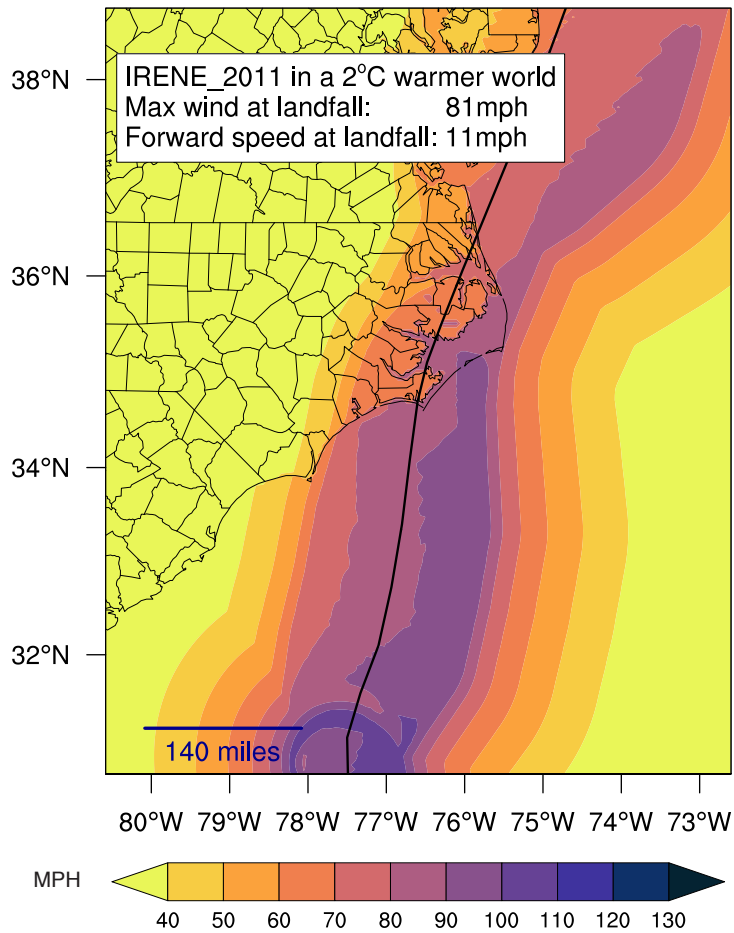 38°N
IRENE_2011 in a 2°C warmer world
Max wind at landfall: 81mph
Forward speed at landfall: 11mph
36°N
34°N
32°N
140 miles
80°W 79°W 78°W 77°W 76°W 75°W 74°W 73°W
MPH
40 50 60 70 80 90 100 110 120 130